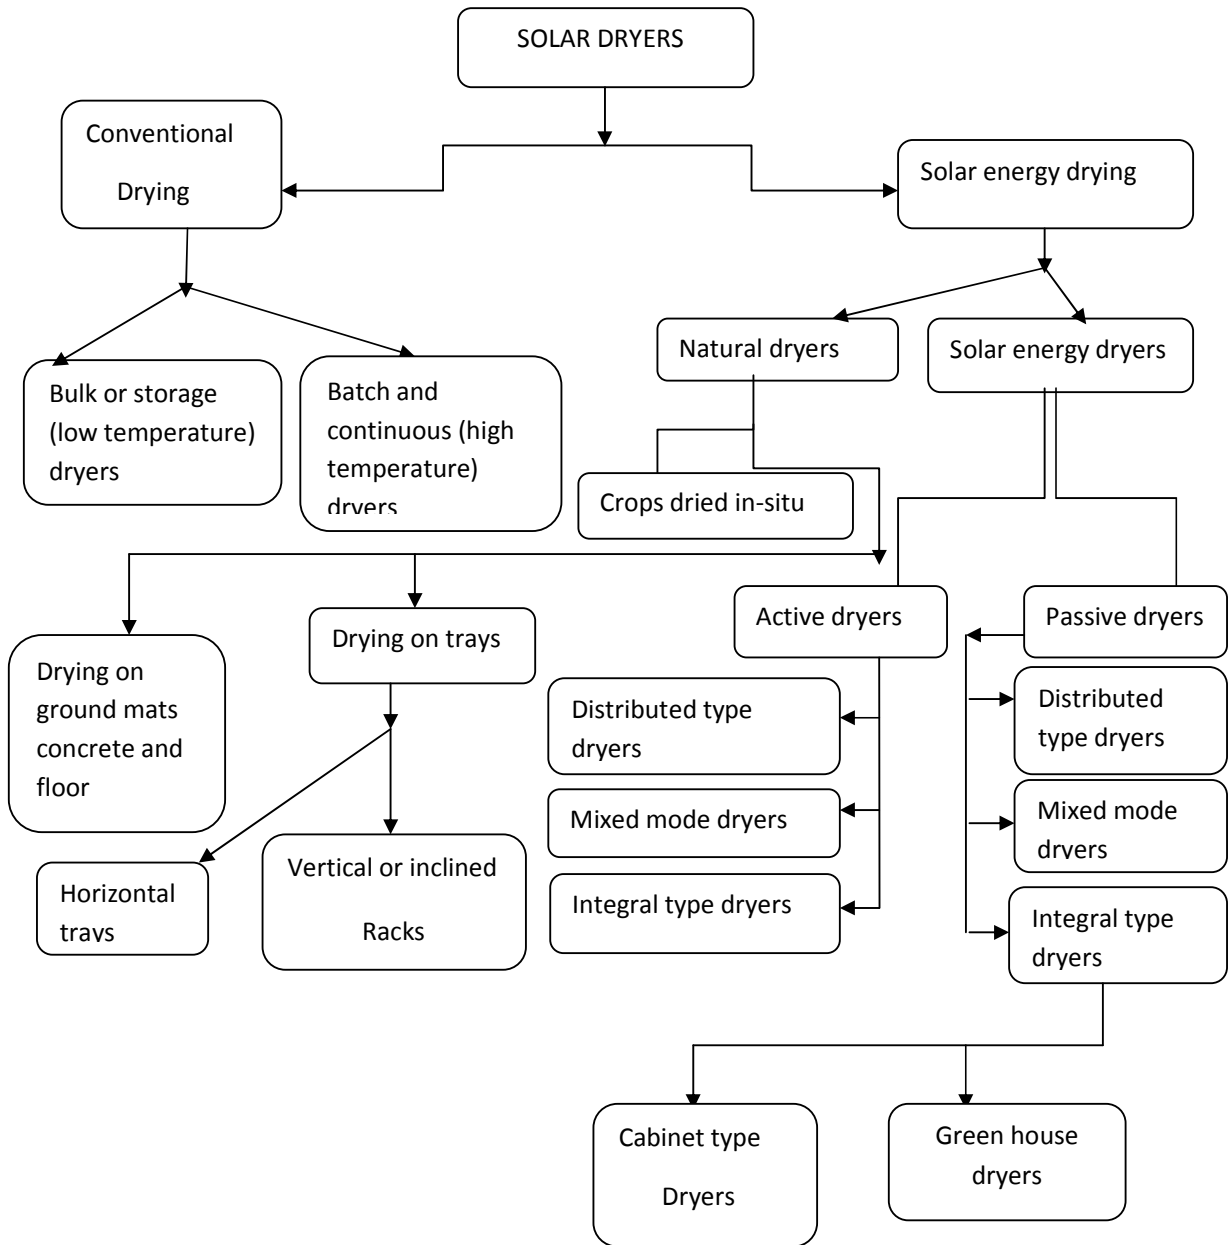 SOLAR DRYERS
Conventional
Drying
Solar energy drying
Natural dryers
Solar energy dryers
Bulk or storage
(low temperature)
dryers
Batch and
continuous (high
temperature)
dryers
Crops dried in-situ
Active dryers
Passive dryers
Drying on trays
Drying on
ground mats
concrete and
floor
Distributed type
dryers
Distributed
type dryers
Mixed mode dryers
Mixed mode
dryers
Horizontal
trays
Vertical or inclined
Racks
Integral type dryers
Integral type
dryers
Cabinet type
Dryers
Green house
dryers